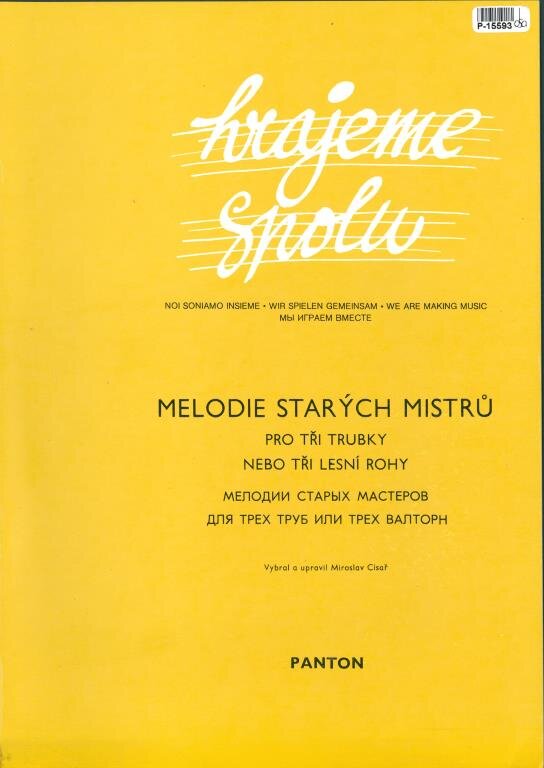 P-15593
hrajeme
spolu
NOI SONIAMO INSIEME • WIR SPIELEN GEMEINSAM • WE ARE MAKING MUSIC
МЫ ИГРАЕМ ВМЕСТЕ
MELODIE STARÝCH MISTRŮ
PRO TŘI TRUBKY
NEBO TŘI LESNÍ ROHY
МЕЛОДИИ СТАРЫХ МАСТЕРОВ
ДЛЯ ТРЕХ ТРУБ ИЛИ ТРЕХ ВАЛТОРН
Vybral a upravil Miroslav Císař
PANTON